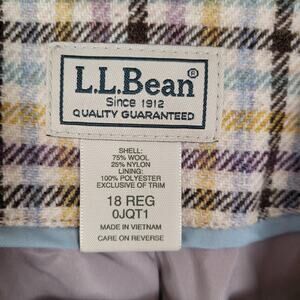 L.L.Bean®
Since 1912
QUALITY GUARANTEED
SHELL:
75% WOOL
25% NYLON
LINING:
100% POLYESTER
EXCLUSIVE OF TRIM
18 REG
0JQT1
MADE IN VIETNAM
CARE ON REVERSE